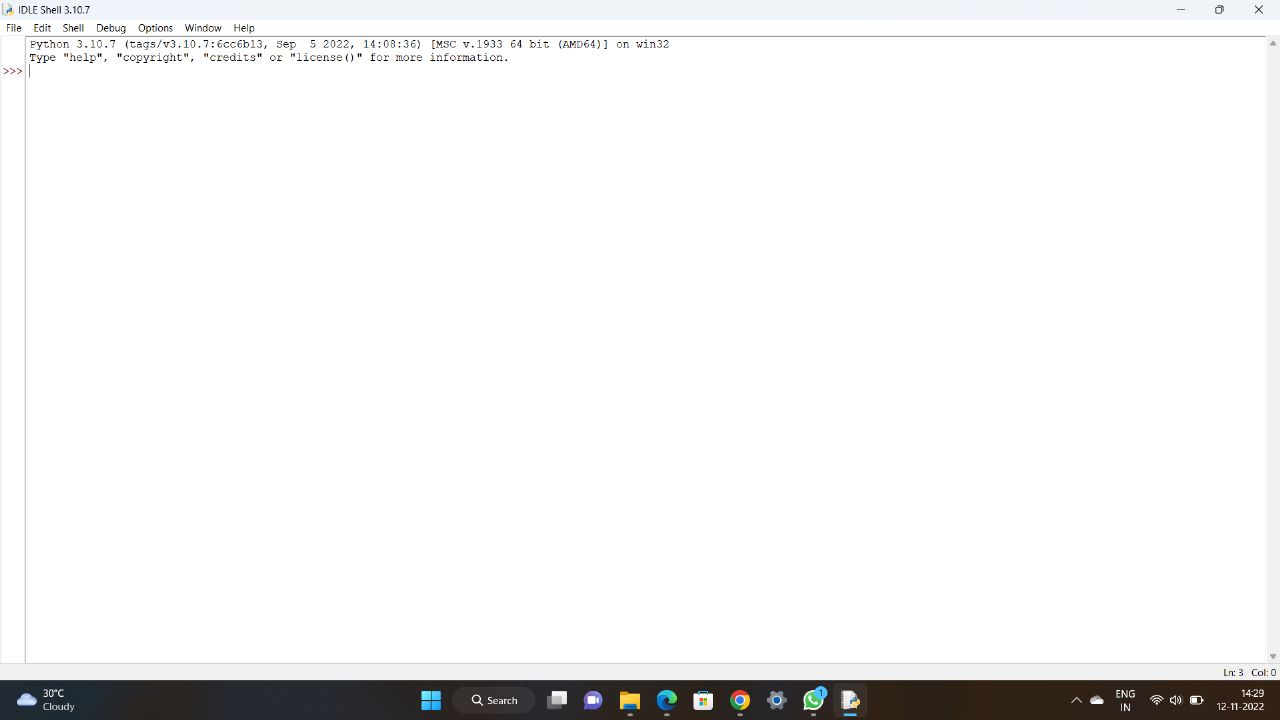 IDLE Shell 3.10.7
File Edit Shell Debug Options Window Help
Python 3.10.7 (tags/v3.10.7:6cc6b13, Sep  5 2022, 14:08:36) [MSC v.1933 64 bit (AMD64)] on win32
Type "help", "copyright", "credits" or "license()" for more information.
>>>
Ln: 3 Col: 0
30°C
Cloudy
Search
1
ENG
IN
14:29
12-11-2022